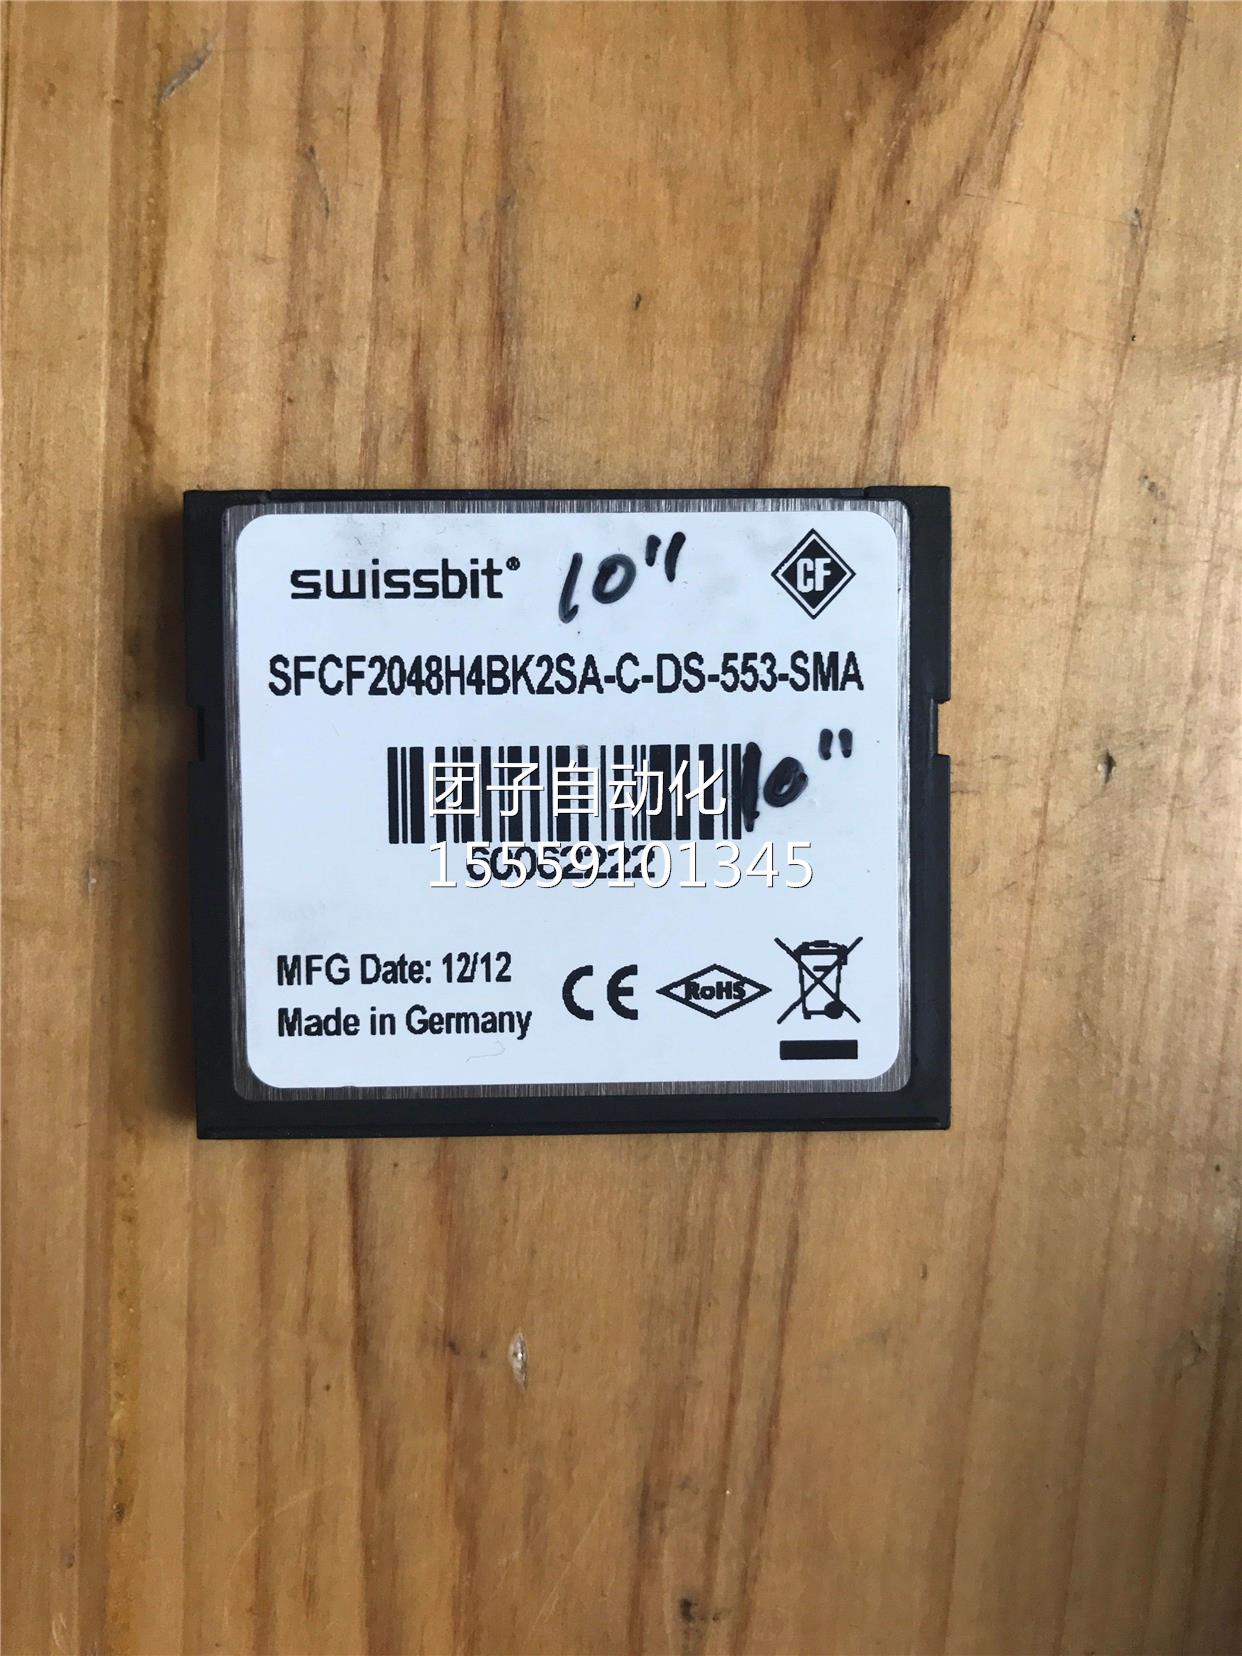 swissbit® 10"
CF
SFCF2048H4BK2SA-C-DS-553-SMA
10"
团子自动化
60062222
15559101345
MFG Date: 12/12
Made in Germany
CE RoHS